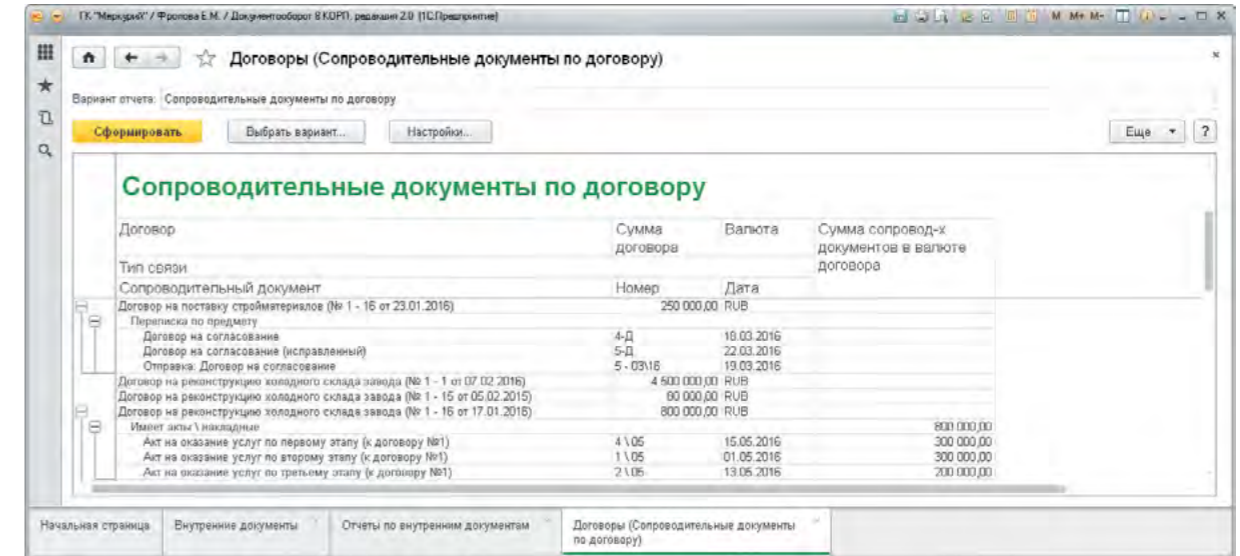 ГК "Меркурий" / Фролова Е.М. / Документооборот 8 КОРП, редакция 2.0 (1С:Предприятие)
M M+ M-
Договоры (Сопроводительные документы по договору)
Вариант отчета: Сопроводительные документы по договору
Сформировать Выбрать вариант... Настройки... Еще ?
Сопроводительные документы по договору
Договор Сумма договора Валюта Сумма сопровод-х документов в валюте договора
Тип связи
Сопроводительный документ Номер Дата
Договор на поставку стройматериалов (№ 1 - 16 от 23.01.2016) 250 000,00 RUB
Переписка по предмету
Договор на согласование 4-Д 18.03.2016
Договор на согласование (исправленный) 5-Д 22.03.2016
Отправка: Договор на согласование 5 - 03\16 19.03.2016
Договор на реконструкцию холодного склада завода (№ 1 - 1 от 07.02.2016) 4 500 000,00 RUB
Договор на реконструкцию холодного склада завода (№ 1 - 15 от 05.02.2015) 60 000,00 RUB
Договор на реконструкцию холодного склада завода (№ 1 - 16 от 17.01.2016) 800 000,00 RUB
Имеет акты \ накладные 800 000,00
Акт на оказание услуг по первому этапу (к договору №1) 4 \ 05 15.05.2016 300 000,00
Акт на оказание услуг по второму этапу (к договору №1) 1 \ 05 01.05.2016 300 000,00
Акт на оказание услуг по третьему этапу (к договору №1) 2 \ 05 13.05.2016 200 000,00
Начальная страница Внутренние документы Отчеты по внутренним документам Договоры (Сопроводительные документы
по договору)